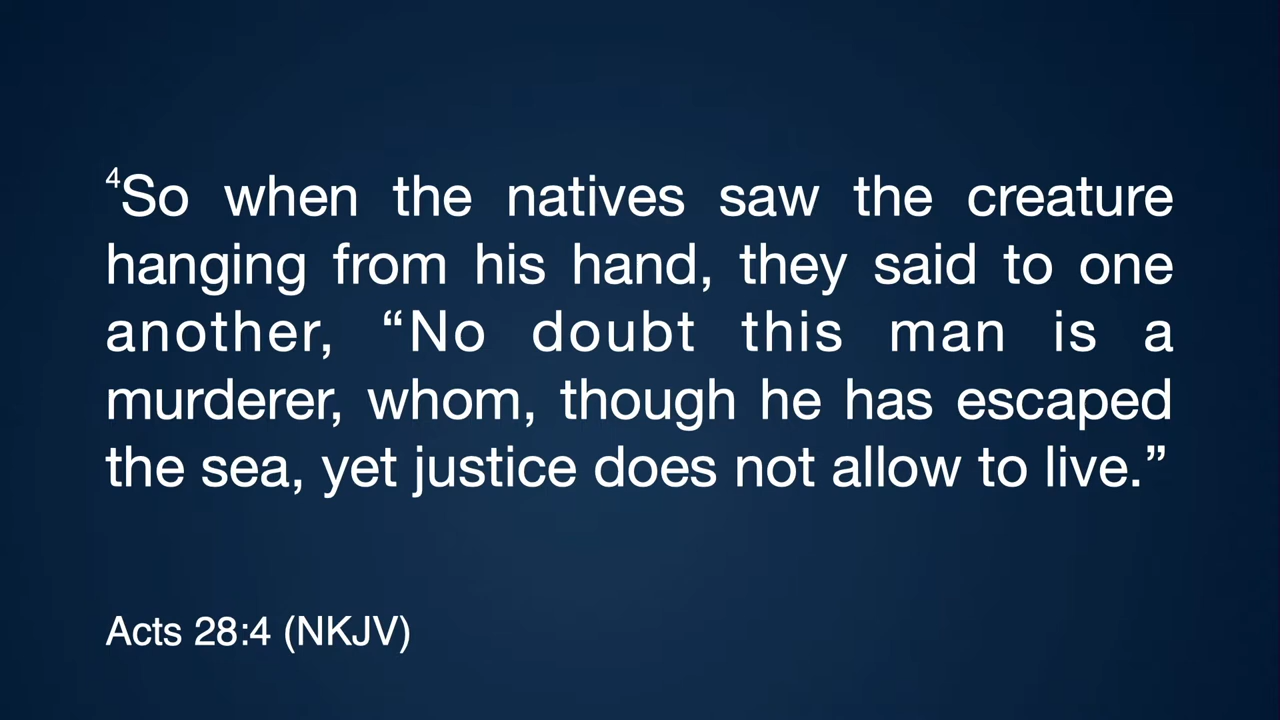 4So when the natives saw the creature
hanging from his hand, they said to one
another, “No doubt this man is a
murderer, whom, though he has escaped
the sea, yet justice does not allow to live.”
Acts 28:4 (NKJV)